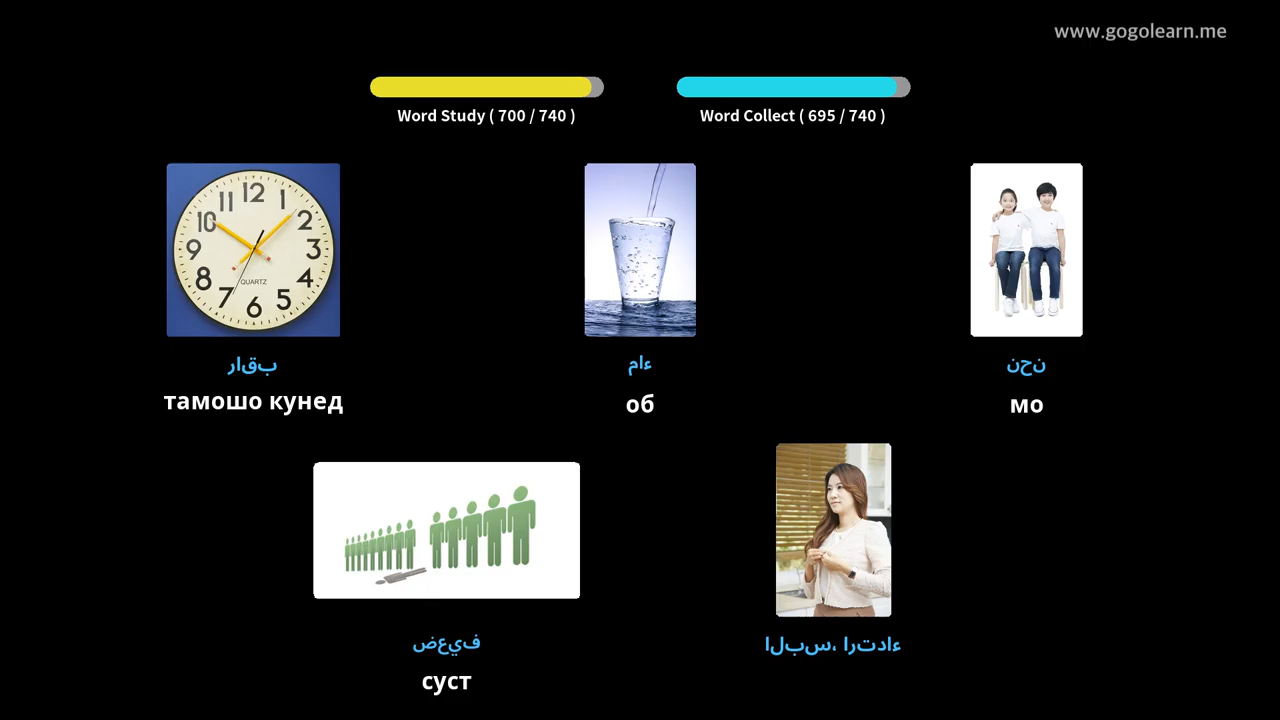 www.gogolearn.me
Word Study ( 700 / 740 )
Word Collect ( 695 / 740 )
12
1
2
3
4
5
6
7
8
9
10
11
QUARTZ
راقب
тамошо кунед
ماء
об
نحن
мо
ضعيف
суст
البس، ارتداء